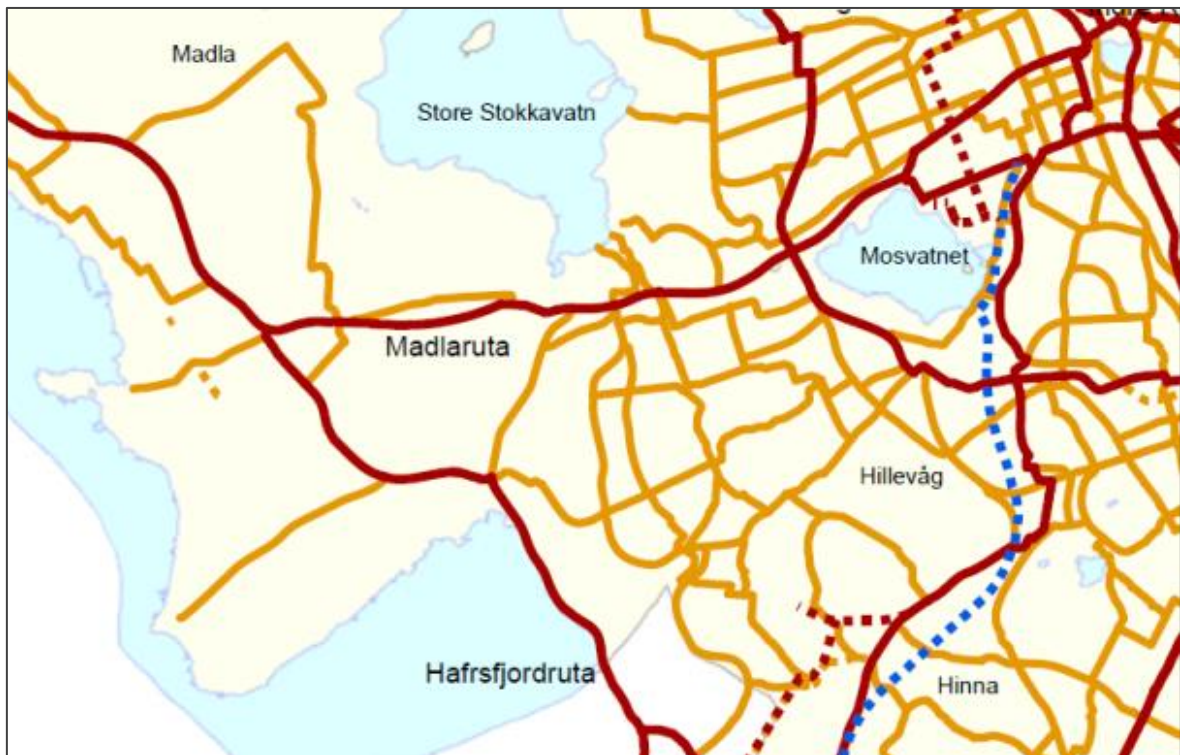 Madla
Store Stokkavatn
Mosvatnet
Madlaruta
Hillevåg
Hafrsfjordruta
Hinna